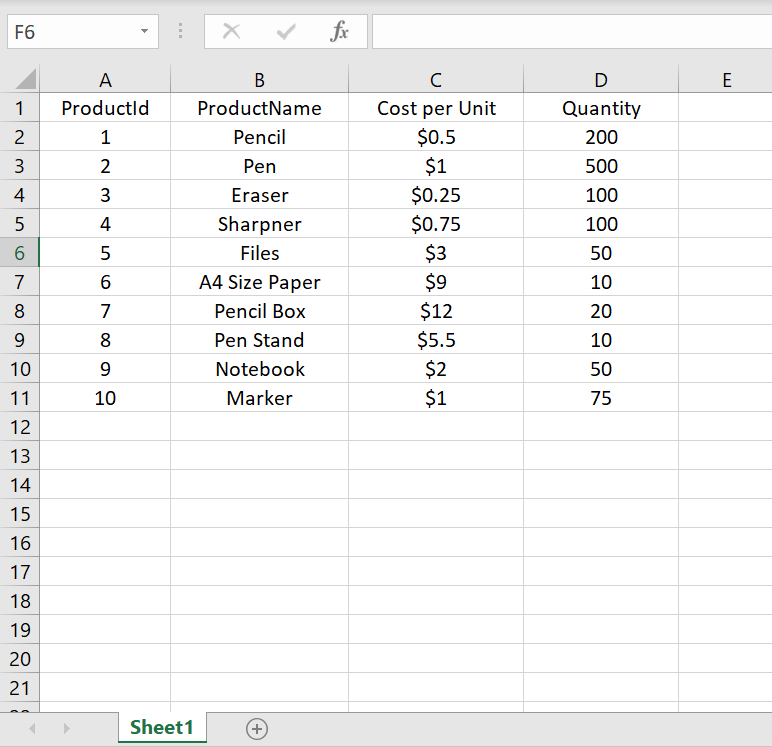 F6 fx
A B C D E
1 ProductId ProductName Cost per Unit Quantity
2 1 Pencil $0.5 200
3 2 Pen $1 500
4 3 Eraser $0.25 100
5 4 Sharpner $0.75 100
6 5 Files $3 50
7 6 A4 Size Paper $9 10
8 7 Pencil Box $12 20
9 8 Pen Stand $5.5 10
10 9 Notebook $2 50
11 10 Marker $1 75
12
13
14
15
16
17
18
19
20
21
Sheet1